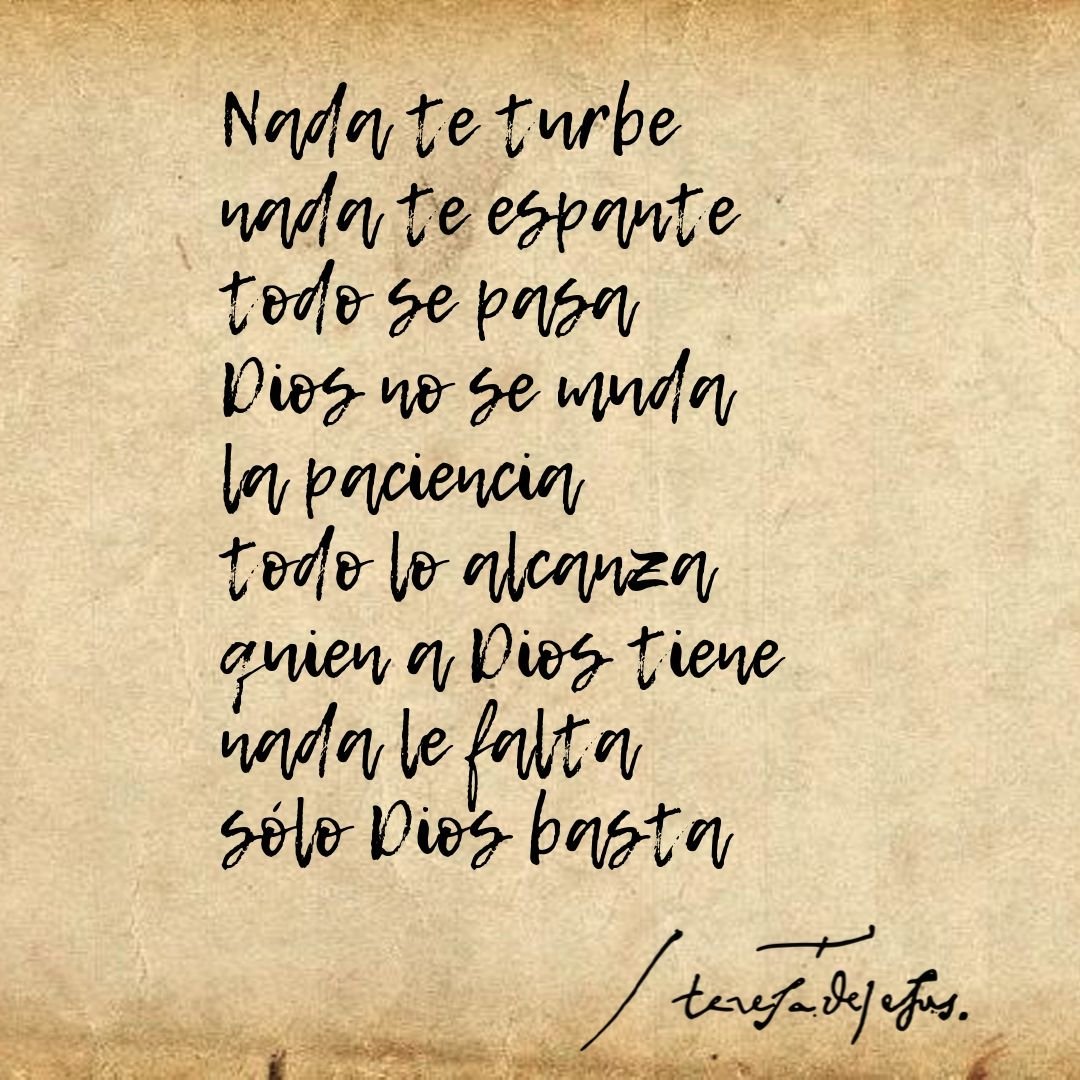 Nada te turbe
nada te espante
todo se pasa
Dios no se muda
la paciencia
todo lo alcanza
quien a Dios tiene
nada le falta
sólo Dios basta
teresa de Jesus.